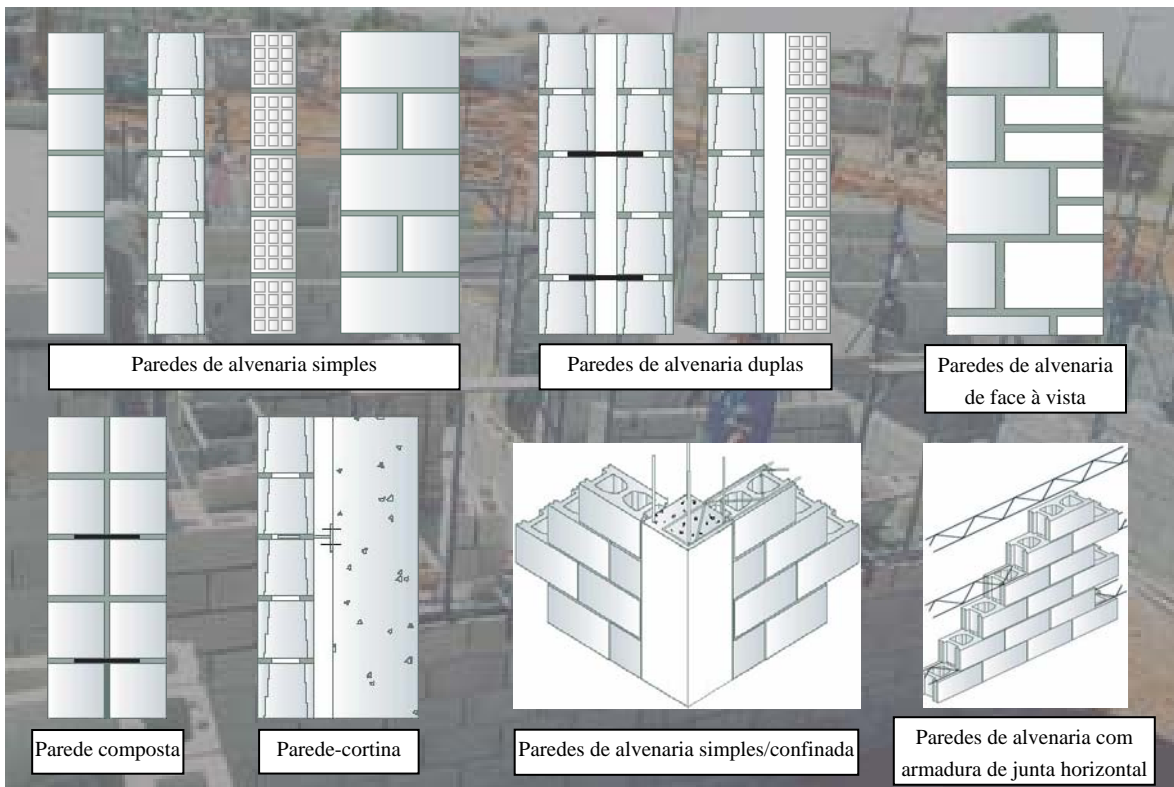 Paredes de alvenaria simples
Paredes de alvenaria duplas
Paredes de alvenaria
de face à vista
Parede composta
Parede-cortina
Paredes de alvenaria simples/confinada
Paredes de alvenaria com
armadura de junta horizontal